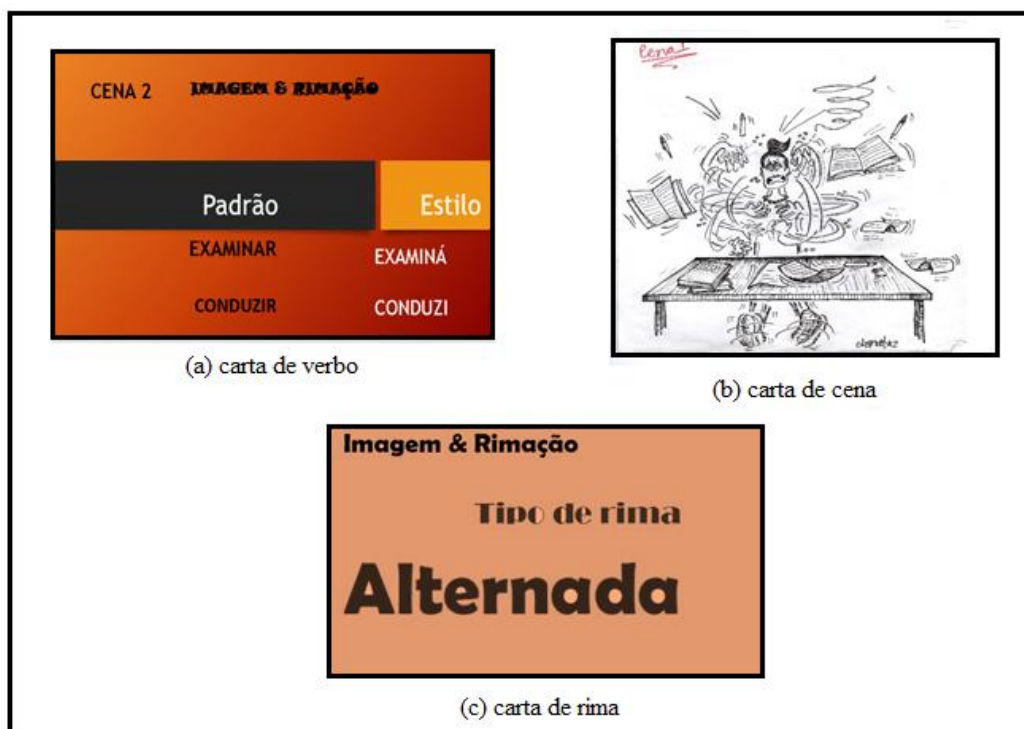 CENA 2 IMAGEM & RIMAÇÃO
Padrão Estilo
EXAMINAR EXAMINÁ
CONDUZIR CONDUZI
(a) carta de verbo
Cena 1
(b) carta de cena
Imagem & Rimação
Tipo de rima
Alternada
(c) carta de rima